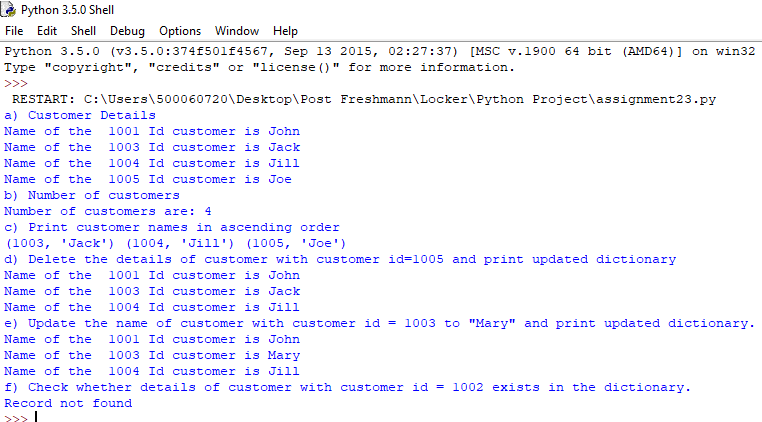 Python 3.5.0 Shell
File Edit Shell Debug Options Window Help
Python 3.5.0 (v3.5.0:374f501f4567, Sep 13 2015, 02:27:37) [MSC v.1900 64 bit (AMD64)] on win32
Type "copyright", "credits" or "license()" for more information.
>>>
 RESTART: C:\Users\500060720\Desktop\Post Freshmann\Locker\Python Project\assignment23.py
a) Customer Details
Name of the  1001 Id customer is John
Name of the  1003 Id customer is Jack
Name of the  1004 Id customer is Jill
Name of the  1005 Id customer is Joe
b) Number of customers
Number of customers are: 4
c) Print customer names in ascending order
(1003, 'Jack') (1004, 'Jill') (1005, 'Joe')
d) Delete the details of customer with customer id=1005 and print updated dictionary
Name of the  1001 Id customer is John
Name of the  1003 Id customer is Jack
Name of the  1004 Id customer is Jill
e) Update the name of customer with customer id = 1003 to "Mary" and print updated dictionary.
Name of the  1001 Id customer is John
Name of the  1003 Id customer is Mary
Name of the  1004 Id customer is Jill
f) Check whether details of customer with customer id = 1002 exists in the dictionary.
Record not found
>>>